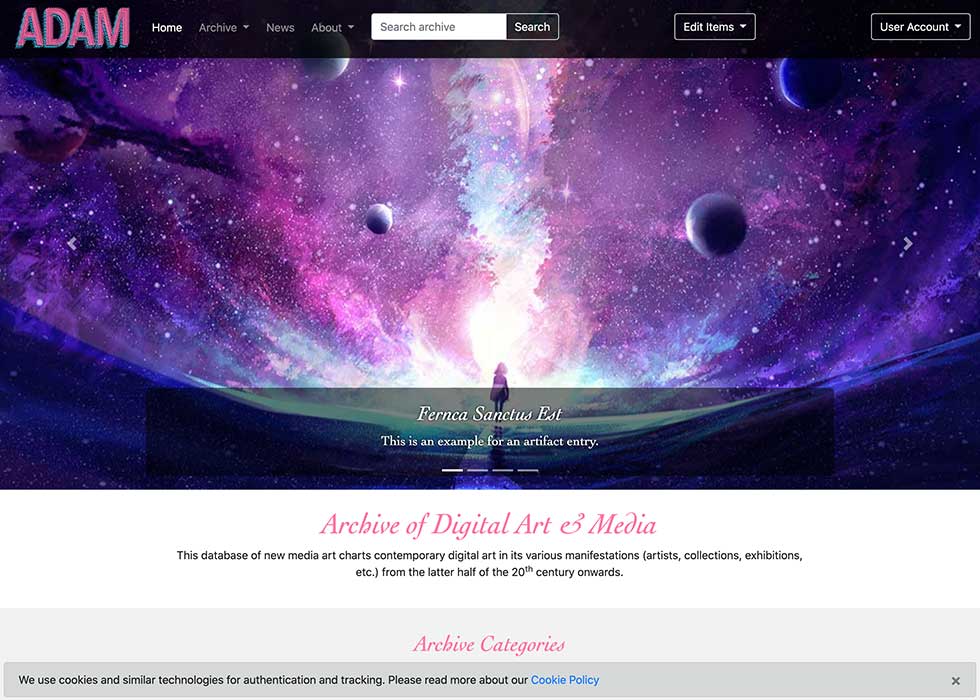 ADAM
Home Archive News About Search archive Search Edit Items User Account
Fernca Sanctus Est
This is an example for an artifact entry.
Archive of Digital Art & Media
This database of new media art charts contemporary digital art in its various manifestations (artists, collections, exhibitions,
etc.) from the latter half of the 20th century onwards.
Archive Categories
We use cookies and similar technologies for authentication and tracking. Please read more about our Cookie Policy ×